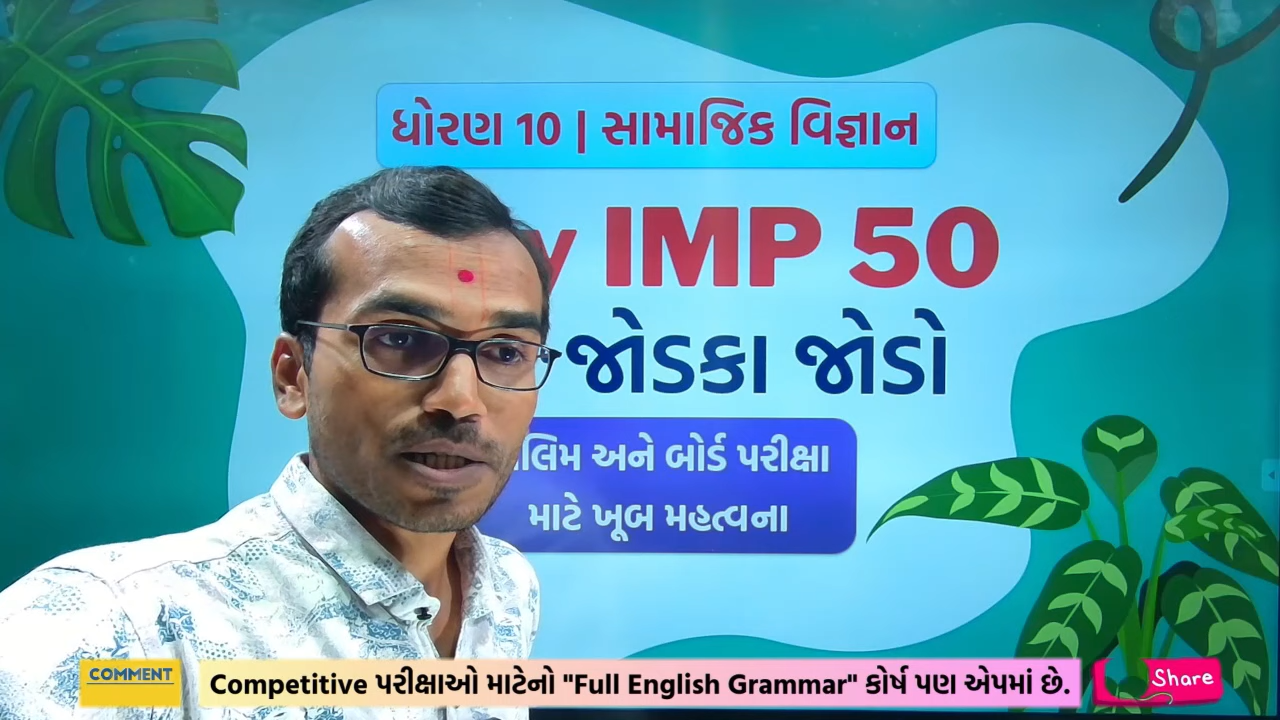 ધોરણ 10 | સામાજિક વિજ્ઞાન
IMP 50
જોડકા જોડો
અને બોર્ડ પરીક્ષા
માટે ખૂબ મહત્વના
COMMENT
Competitive પરીક્ષાઓ માટેનો "Full English Grammar" કોર્ષ પણ એપમાં છે.
Share